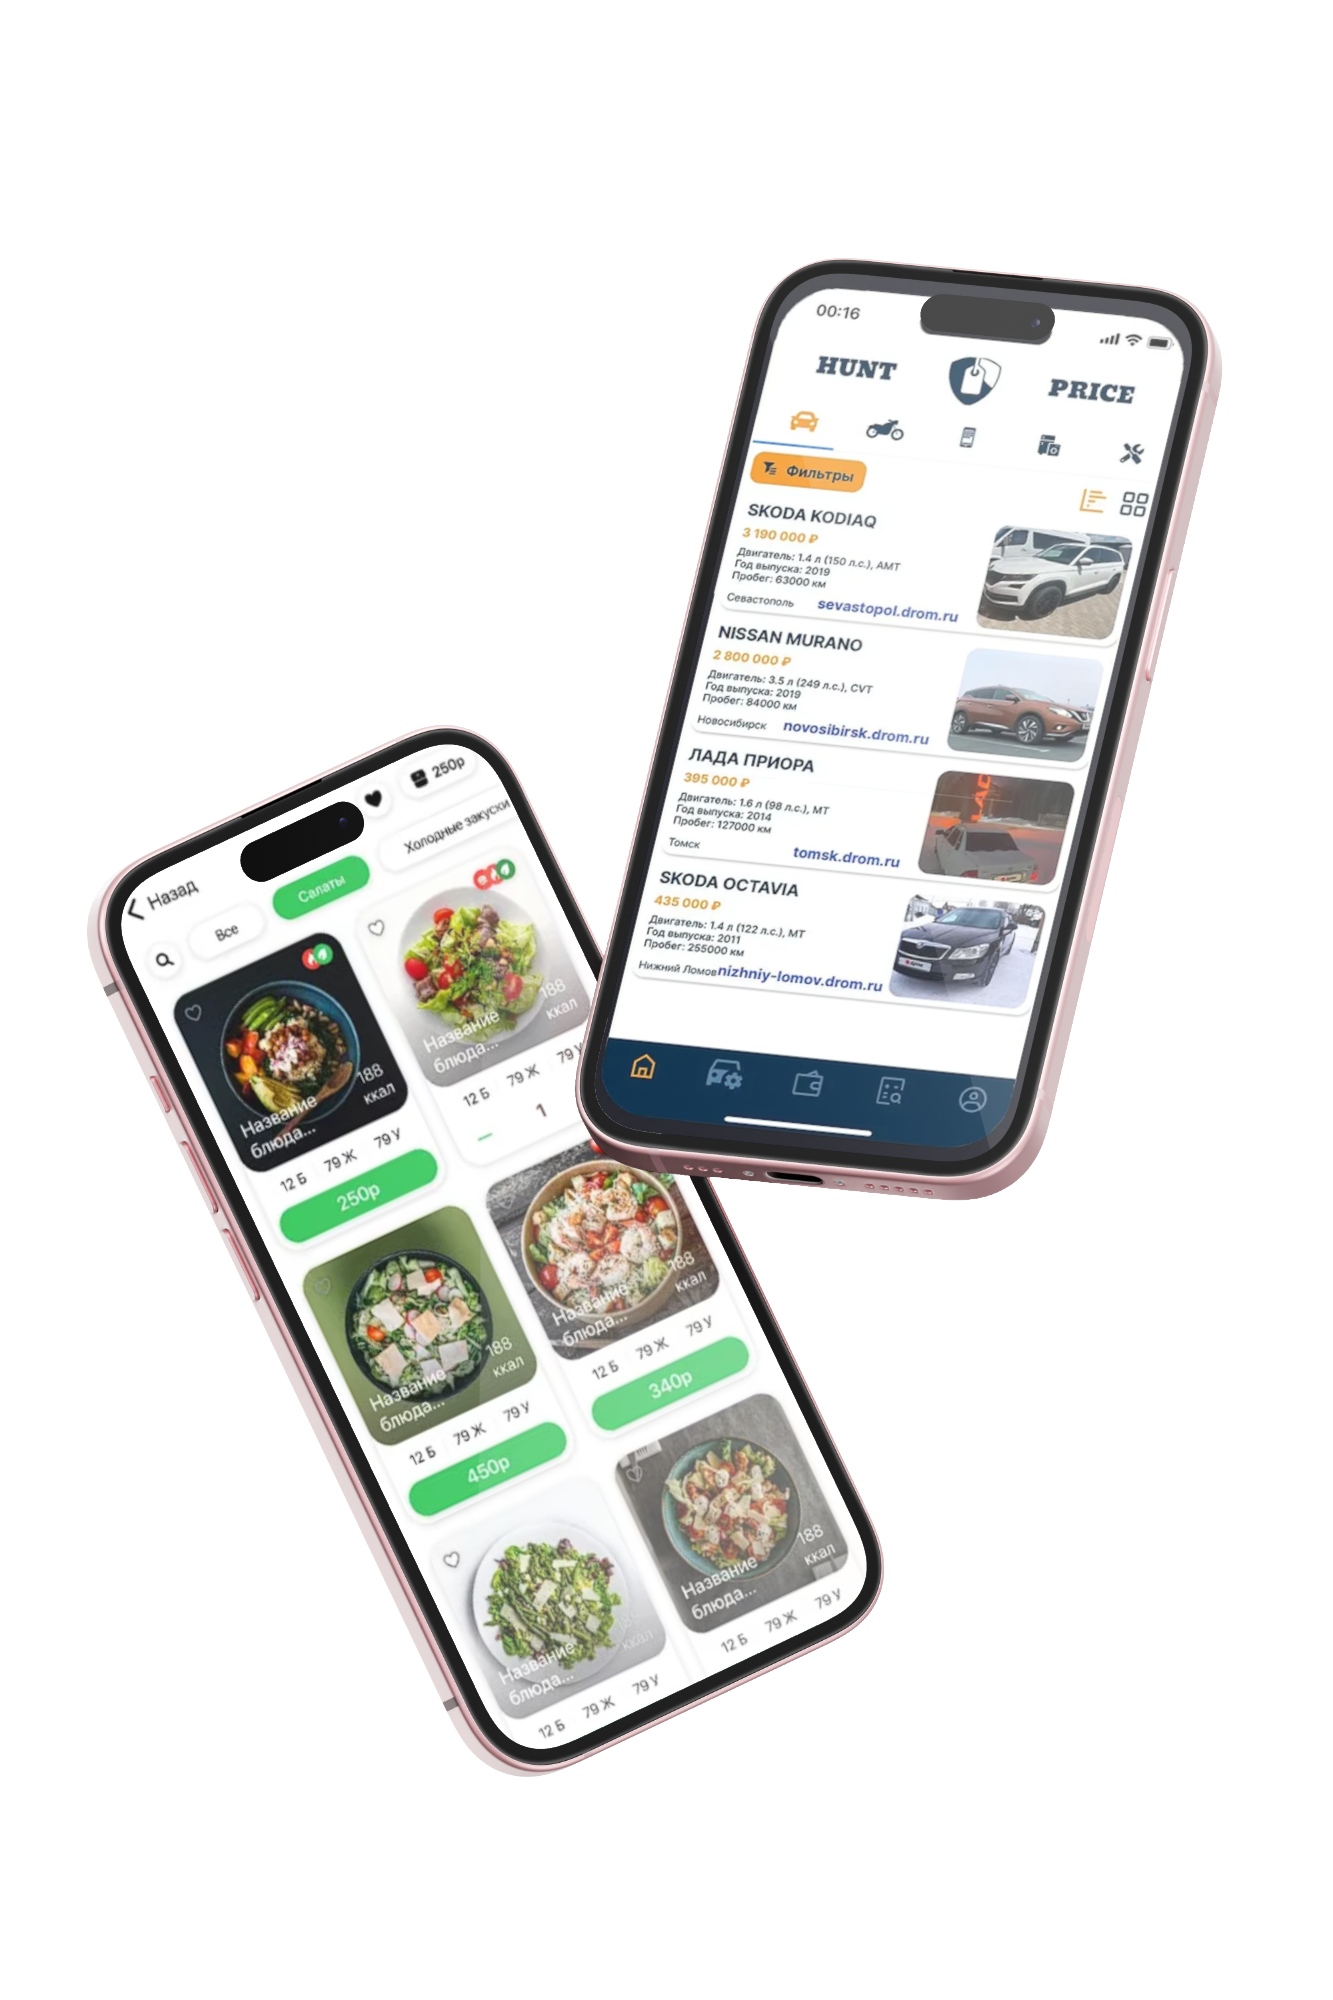 00:16
HUNT PRICE
Фильтры
SKODA KODIAQ
3 190 000 ₽
Двигатель: 1.4 л (150 л.с.), АМТ
Год выпуска: 2019
Пробег: 63000 км
Севастополь sevastopol.drom.ru
NISSAN MURANO
2 800 000 ₽
Двигатель: 3.5 л (249 л.с.), CVT
Год выпуска: 2019
Пробег: 84000 км
Новосибирск novosibirsk.drom.ru
ЛАДА ПРИОРА
395 000 ₽
Двигатель: 1.6 л (98 л.с.), МТ
Год выпуска: 2014
Пробег: 127000 км
Томск tomsk.drom.ru
SKODA OCTAVIA
435 000 ₽
Двигатель: 1.4 л (122 л.с.), МТ
Год выпуска: 2011
Пробег: 255000 км
Нижний Ломов nizhniy-lomov.drom.ru
250р
Назад
Все
Салаты
Холодные закуски
Название
блюда...
188
ккал
12 Б 79 Ж 79 У
250р
Название
блюда...
188
ккал
12 Б 79 Ж 79 У
– 1
Название
блюда...
188
ккал
12 Б 79 Ж 79 У
450р
Название
блюда...
188
ккал
12 Б 79 Ж 79 У
340р
Название
блюда...
188
ккал
12 Б 79 Ж 79 У
Название
блюда...
188
ккал
12 Б 79 Ж 79 У